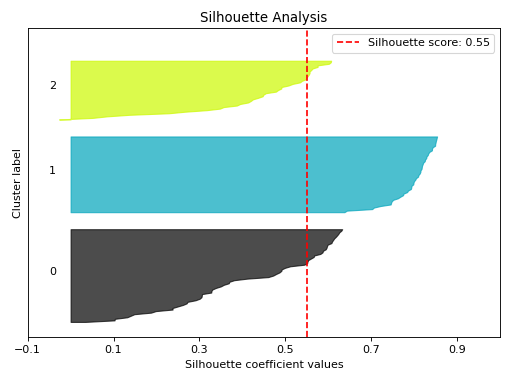 Silhouette Analysis
Silhouette score: 0.55
Cluster label
2
1
0
−0.1
0.1
0.3
0.5
0.7
0.9
Silhouette coefficient values